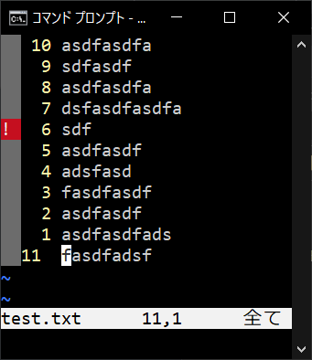 コマンド プロンプト - ...
10 asdfasdfa
9 sdfasdf
8 asdfasdfa
7 dsfasdfasdfa
! 6 sdf
5 asdfasdf
4 adsfasd
3 fasdfasdf
2 asdfasdf
1 asdfasdfads
11 fasdfadsf
~
~
test.txt 11,1 全て